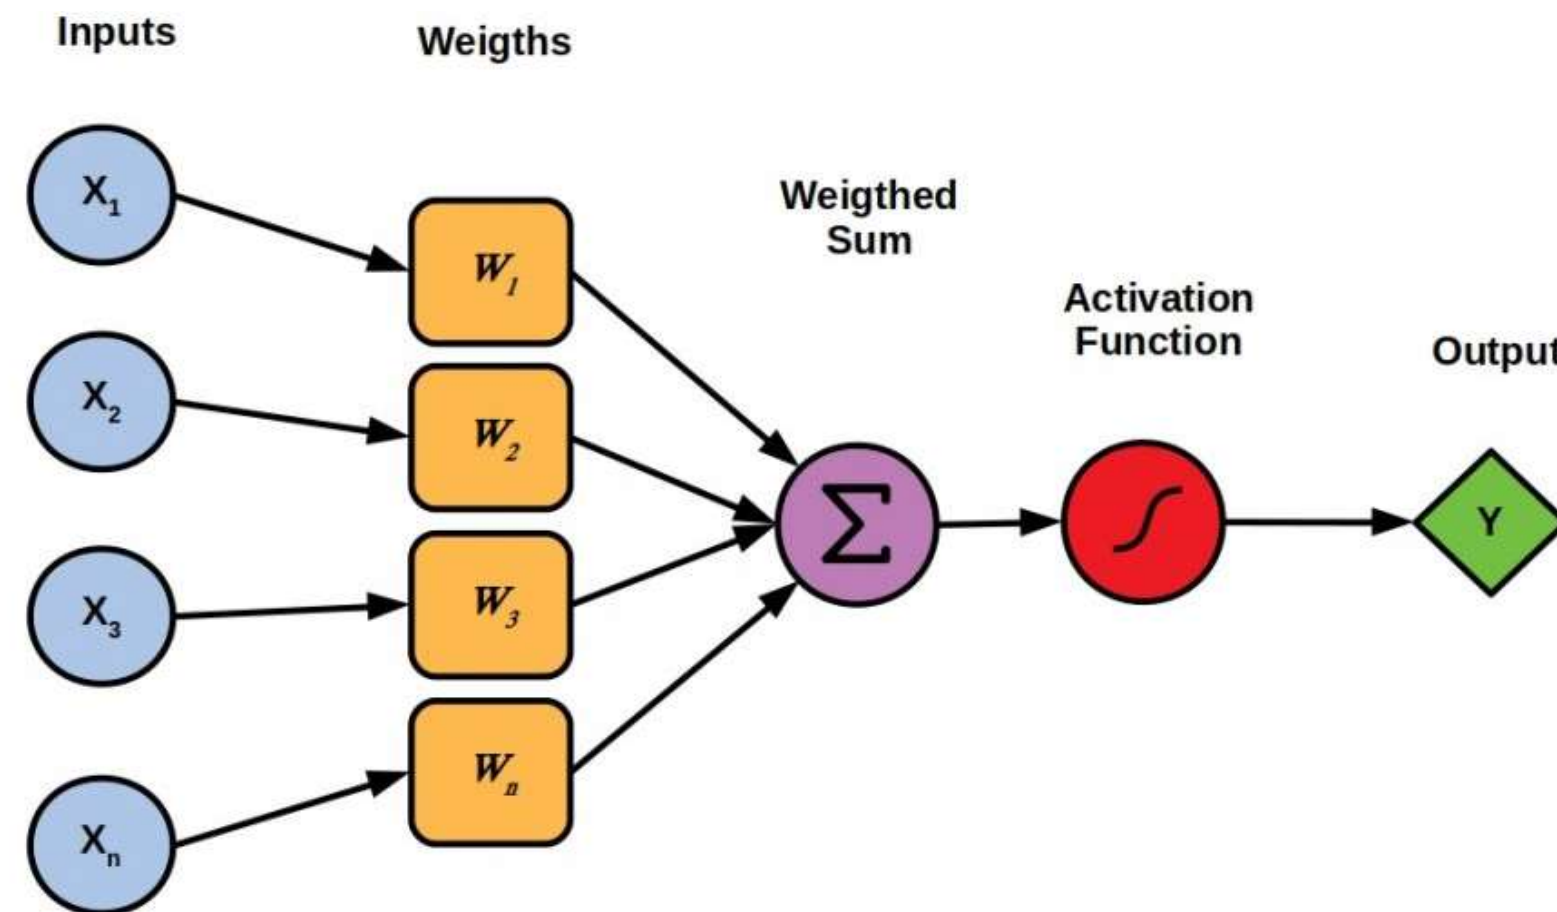 Inputs
Weigths
X1
X2
X3
Xn
W1
W2
W3
Wn
Weigthed
Sum
Σ
Activation
Function
Output
Y